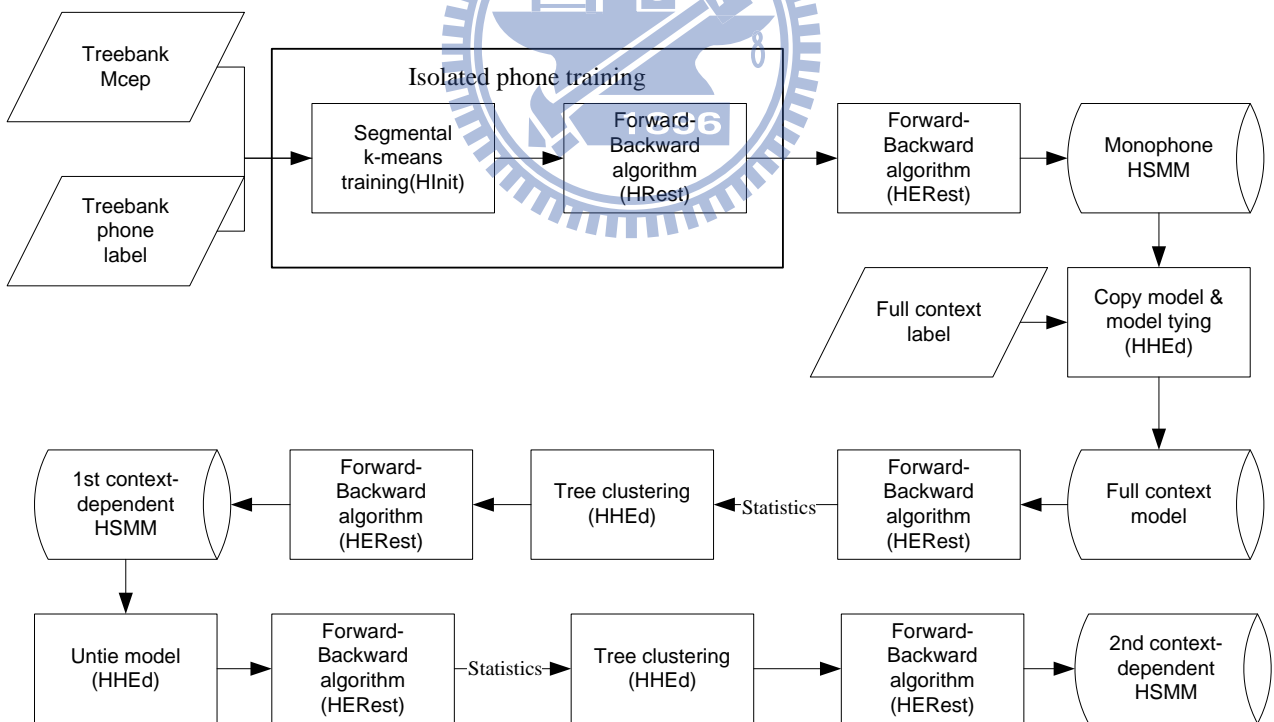 Treebank
Mcep
Treebank
phone
label
Isolated phone training
Segmental
k-means
training(HInit)
Forward-
Backward
algorithm
(HRest)
1896
Forward-
Backward
algorithm
(HERest)
Monophone
HSMM
Full context
label
Copy model &
model tying
(HHEd)
Full context
model
Forward-
Backward
algorithm
(HERest)
Statistics
Tree clustering
(HHEd)
Forward-
Backward
algorithm
(HERest)
1st context-
dependent
HSMM
Untie model
(HHEd)
Forward-
Backward
algorithm
(HERest)
Statistics
Tree clustering
(HHEd)
Forward-
Backward
algorithm
(HERest)
2nd context-
dependent
HSMM